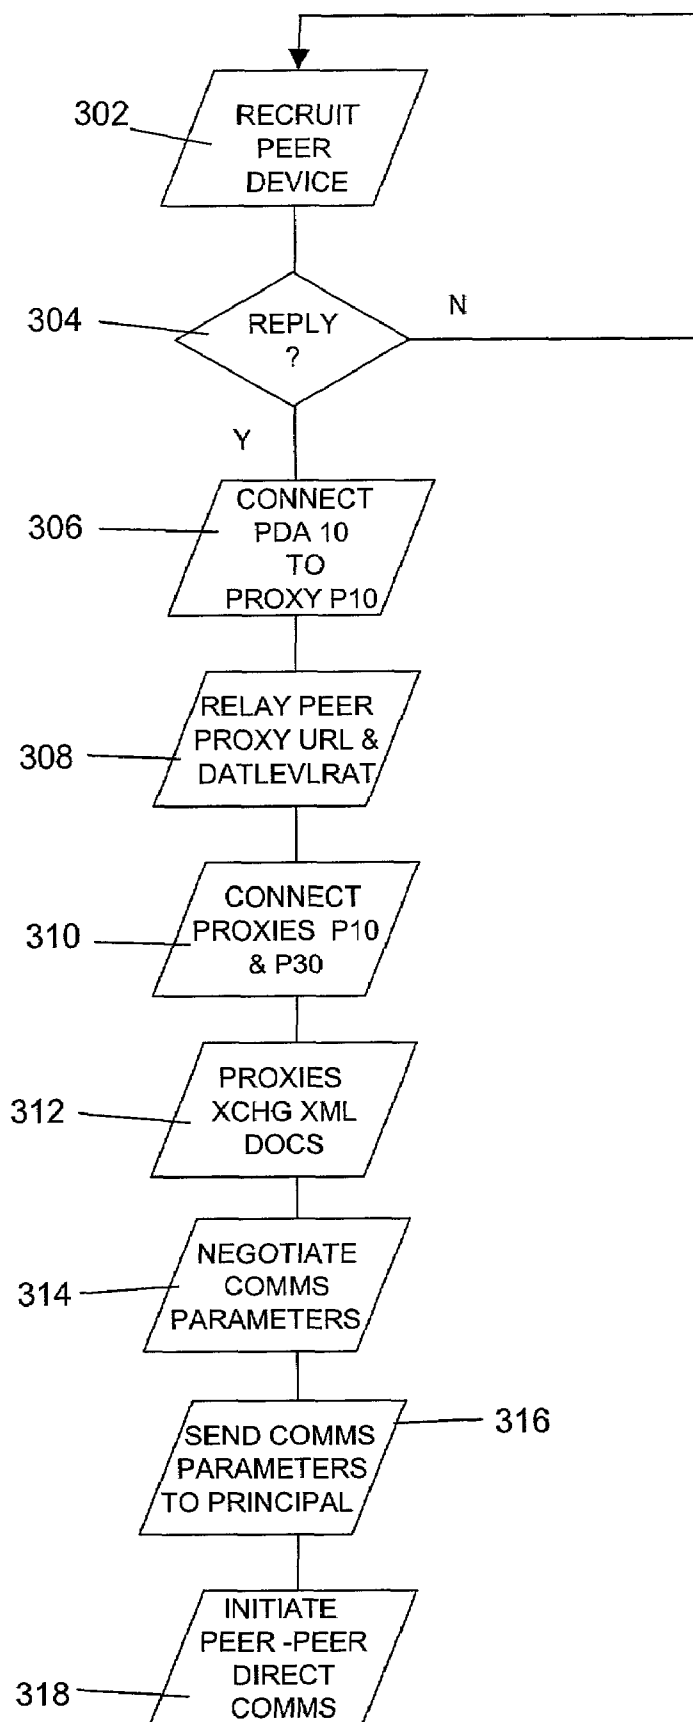 302
RECRUIT
PEER
DEVICE
304
REPLY
?
N
Y
306
CONNECT
PDA 10
TO
PROXY P10
308
RELAY PEER
PROXY URL &
DATLEVLRAT
310
CONNECT
PROXIES P10
& P30
312
PROXIES
XCHG XML
DOCS
314
NEGOTIATE
COMMS
PARAMETERS
316
SEND COMMS
PARAMETERS
TO PRINCIPAL
318
INITIATE
PEER -PEER
DIRECT
COMMS